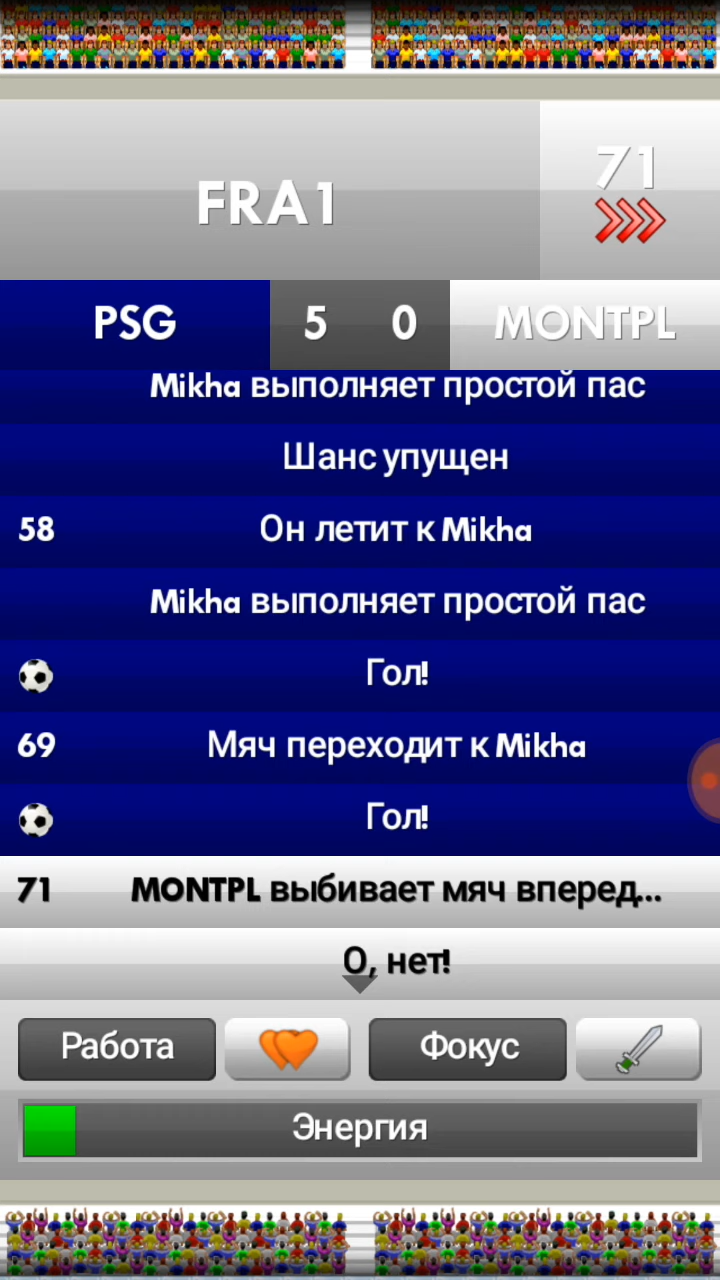 FRA1
71
PSG 5 0 MONTPL
Mikha выполняет простой пас
Шанс упущен
58 Он летит к Mikha
Mikha выполняет простой пас
Гол!
69 Мяч переходит к Mikha
Гол!
71 MONTPL выбивает мяч вперед...
О, нет!
Работа Фокус
Энергия